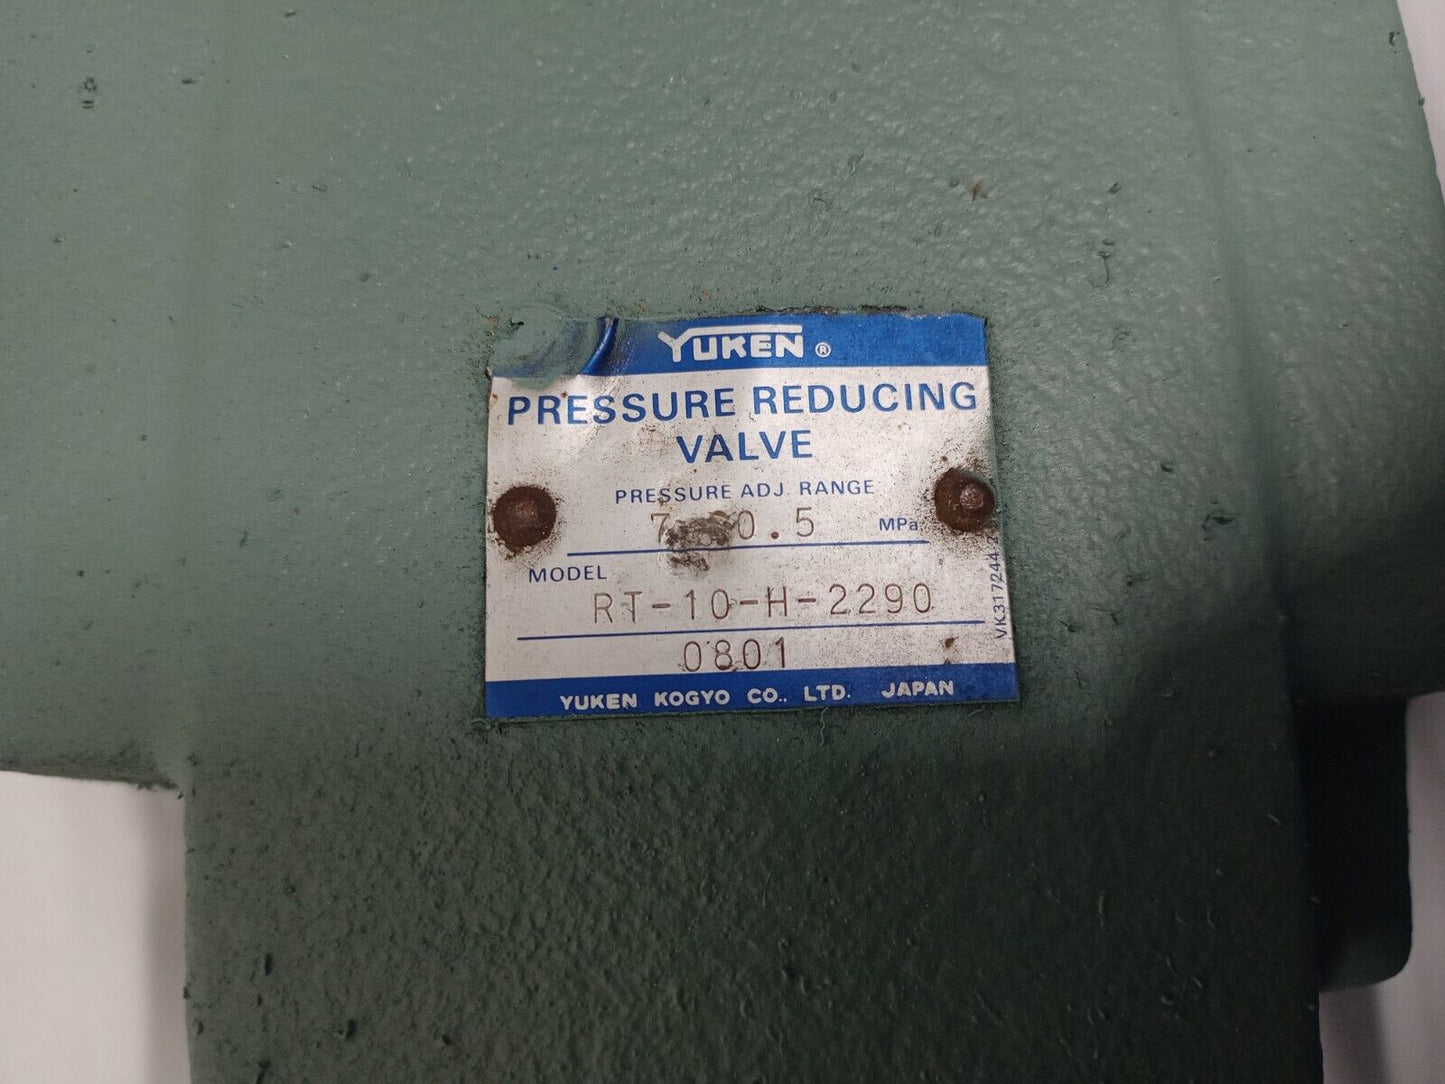 YUKEN ®
PRESSURE REDUCING
VALVE
PRESSURE ADJ. RANGE
MPa
MODEL
RT-10-H-2290
0801
YUKEN KOGYO CO., LTD. JAPAN